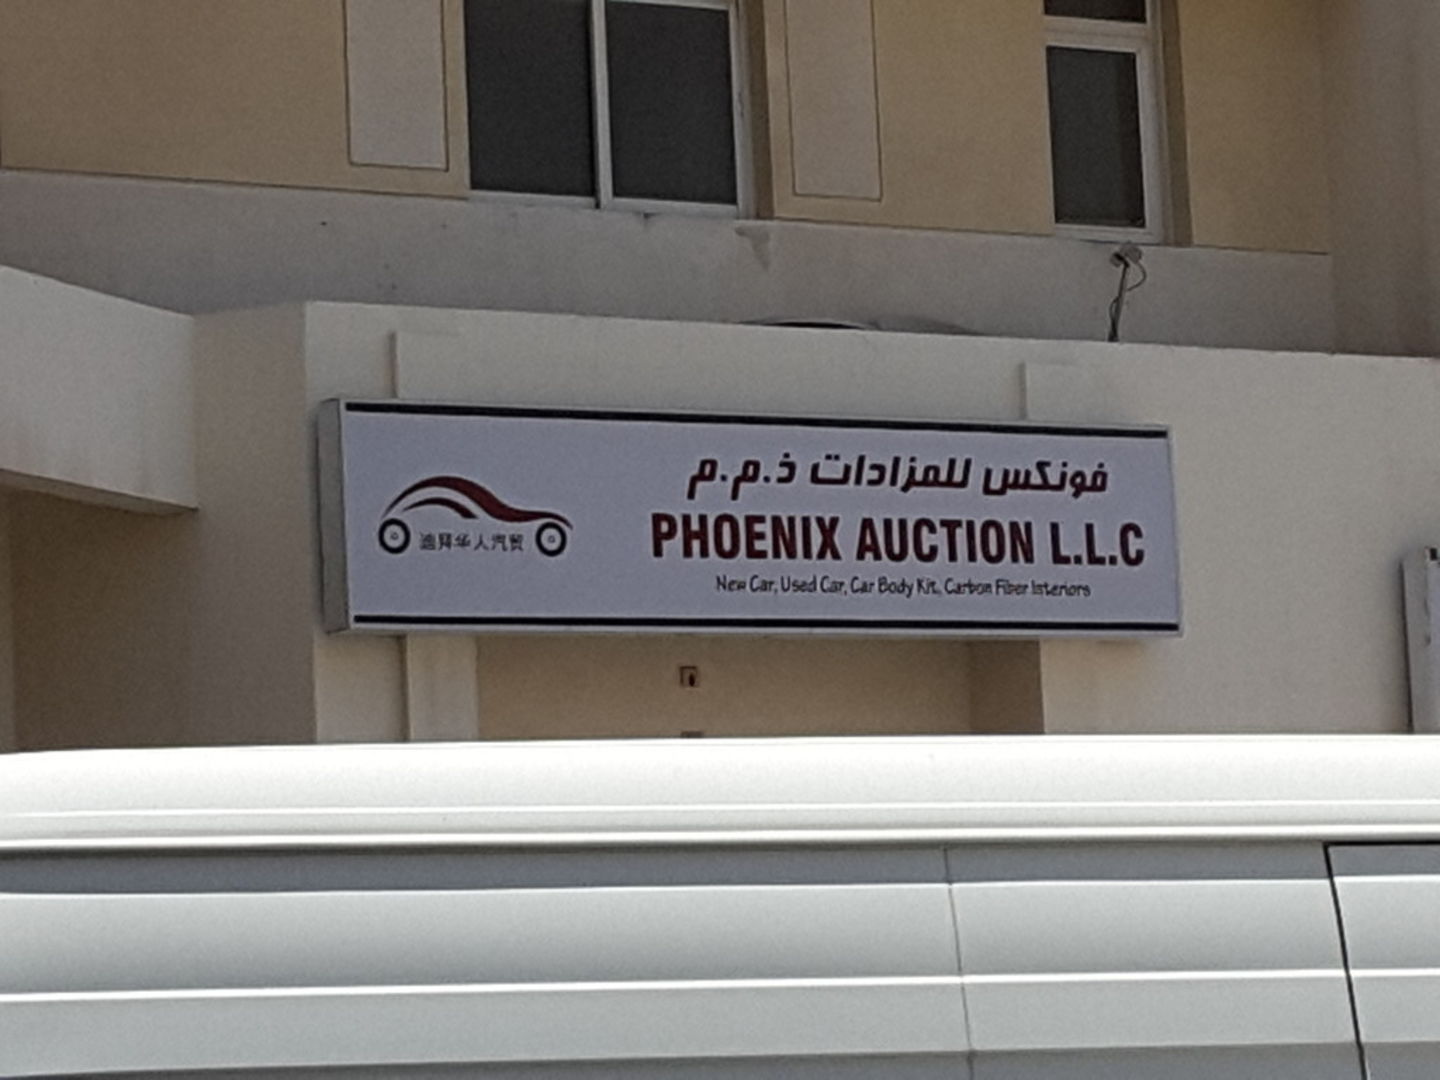 فونكس للمزادات ذ.م.م
迪拜华人汽贸
PHOENIX AUCTION L.L.C
New Car, Used Car, Car Body Kit, Carbon Fiber Interiors